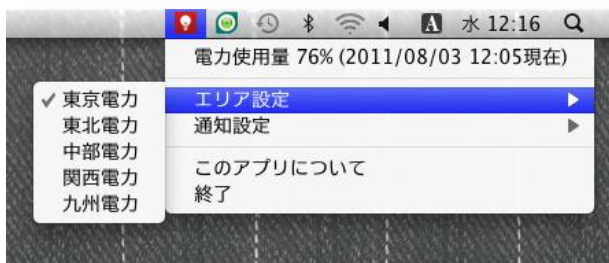 A 水 12:16
電力使用量 76% (2011/08/03 12:05現在)
エリア設定
通知設定
このアプリについて
終了
✓ 東京電力
東北電力
中部電力
関西電力
九州電力